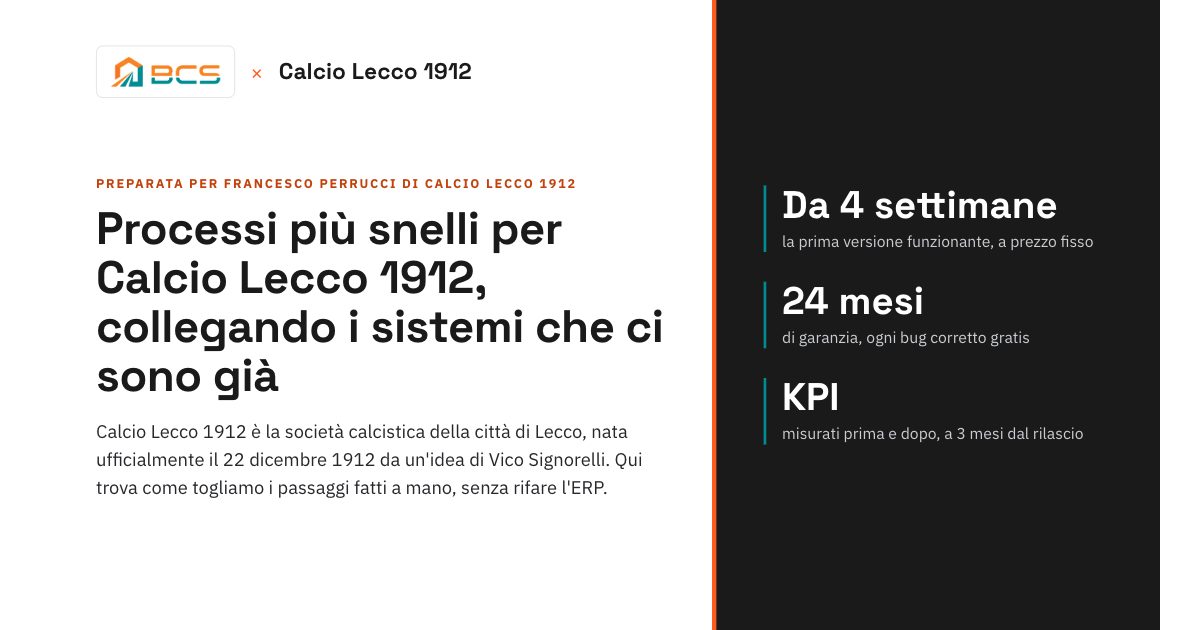 BCS × Calcio Lecco 1912
PREPARATA PER FRANCESCO PERRUCCI DI CALCIO LECCO 1912
Processi più snelli per
Calcio Lecco 1912,
collegando i sistemi che ci
sono già
Calcio Lecco 1912 è la società calcistica della città di Lecco, nata
ufficialmente il 22 dicembre 1912 da un'idea di Vico Signorelli. Qui
trova come togliamo i passaggi fatti a mano, senza rifare l'ERP.
Da 4 settimane
la prima versione funzionante, a prezzo fisso
24 mesi
di garanzia, ogni bug corretto gratis
KPI
misurati prima e dopo, a 3 mesi dal rilascio